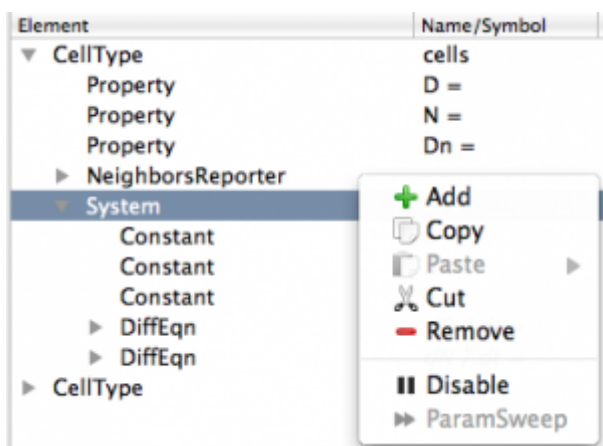 Element Name/Symbol
CellType cells
Property D =
Property N =
Property Dn =
NeighborsReporter
System
Add
Constant
Copy
Constant
Paste
Constant
Cut
DiffEqn
Remove
DiffEqn
CellType
Disable
ParamSweep